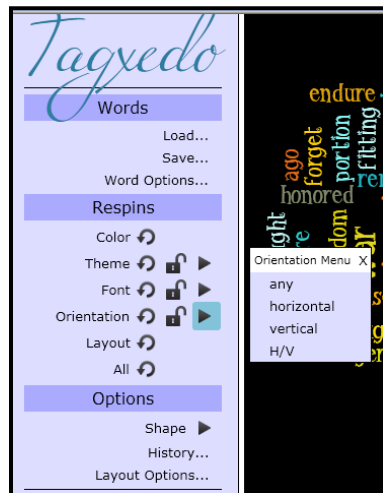 Tagxedo
Words
Load...
Save...
Word Options...
Respins
Color
Theme
Font
Orientation
Layout
All
Options
Shape
History...
Layout Options...
endure
ago
forget
portion
fitting
honored
Orientation Menu X
any
horizontal
vertical
H/V